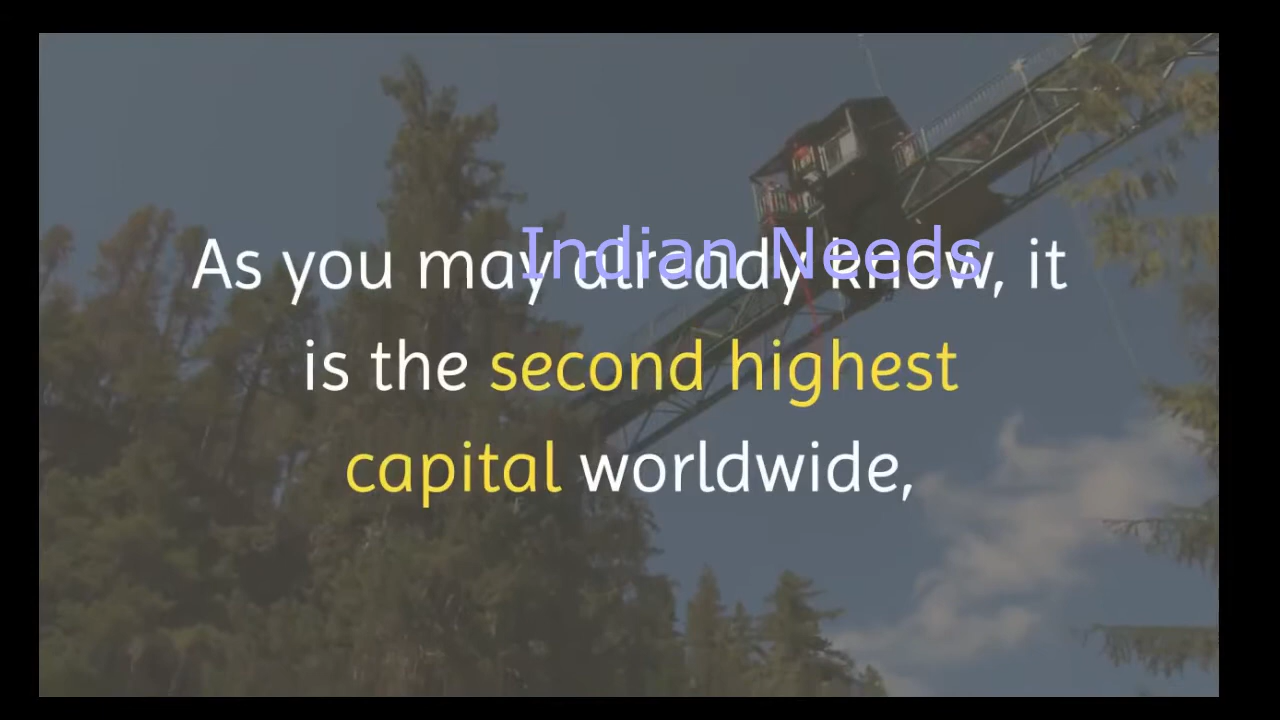 As you may already know, it
Indian Needs
is the second highest
capital worldwide,